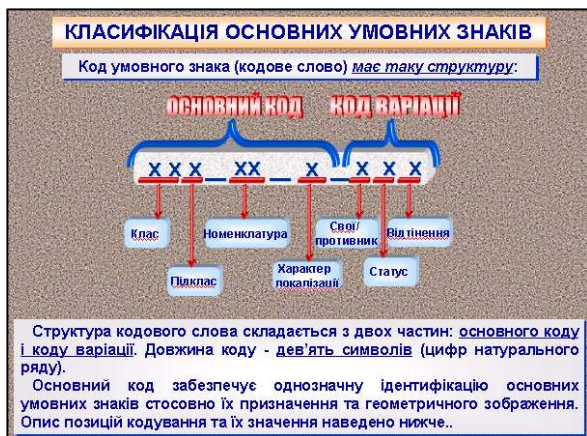 КЛАСИФІКАЦІЯ ОСНОВНИХ УМОВНИХ ЗНАКІВ
Код умовного знака (кодове слово) має таку структуру:
ОСНОВНИЙ КОД КОД ВАРІАЦІЇ
X X X _ XX _ X - X X X
Клас
Номенклатура
Свої/
противник
Відтінення
Підклас
Характер
локалізації
Статус
Структура кодового слова складається з двох частин: основного коду
і коду варіації. Довжина коду - дев'ять символів (цифр натурального
ряду).
Основний код забезпечує однозначну ідентифікацію основних
умовних знаків стосовно їх призначення та геометричного зображення.
Опис позицій кодування та їх значення наведено нижче..